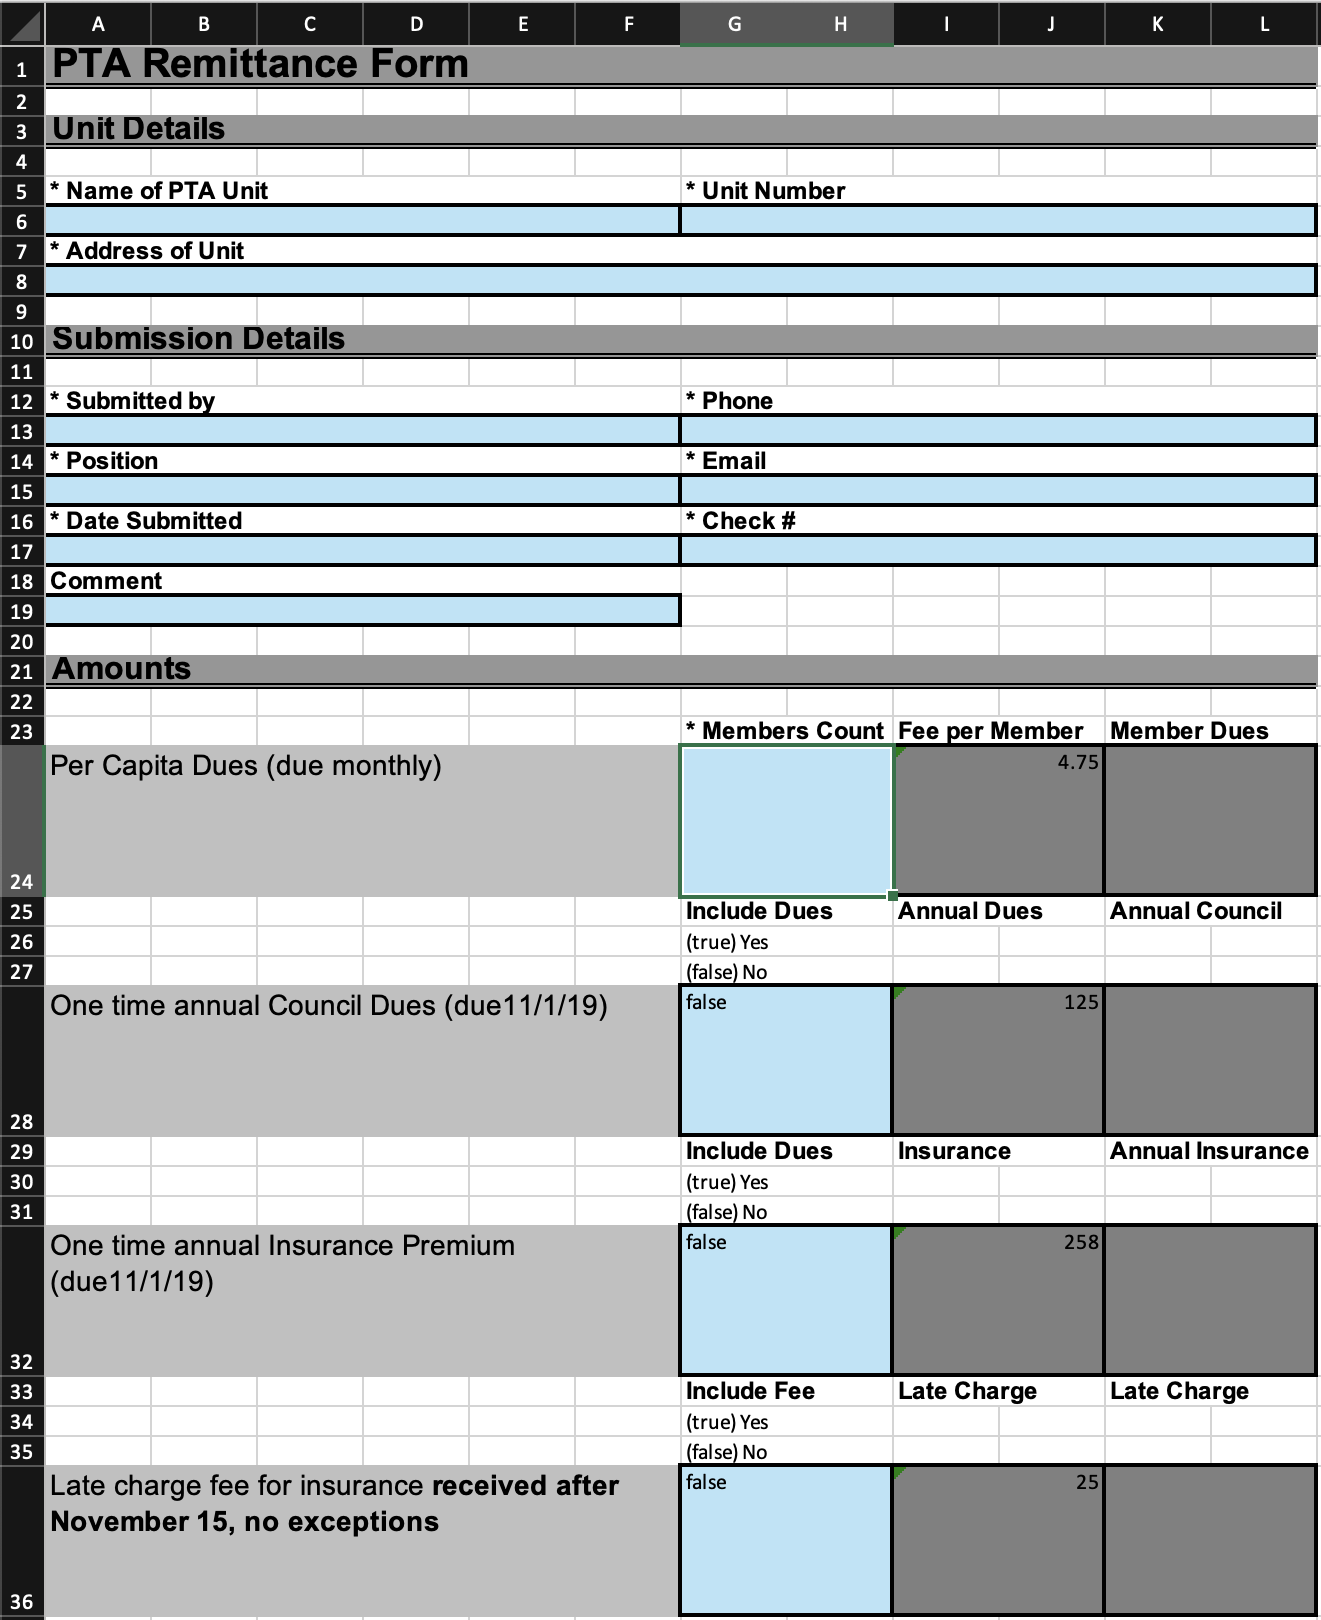 A B C D E F G H I J K L
1 PTA Remittance Form
2
3 Unit Details
4
5 * Name of PTA Unit * Unit Number
6
7 * Address of Unit
8
9
10 Submission Details
11
12 * Submitted by * Phone
13
14 * Position * Email
15
16 * Date Submitted * Check #
17
18 Comment
19
20
21 Amounts
22
23 * Members Count Fee per Member Member Dues
Per Capita Dues (due monthly) 4.75
24
25 Include Dues Annual Dues Annual Council
26 (true) Yes
27 (false) No
One time annual Council Dues (due11/1/19) false 125
28
29 Include Dues Insurance Annual Insurance
30 (true) Yes
31 (false) No
One time annual Insurance Premium false 258
(due11/1/19)
32
33 Include Fee Late Charge Late Charge
34 (true) Yes
35 (false) No
Late charge fee for insurance received after false 25
November 15, no exceptions
36